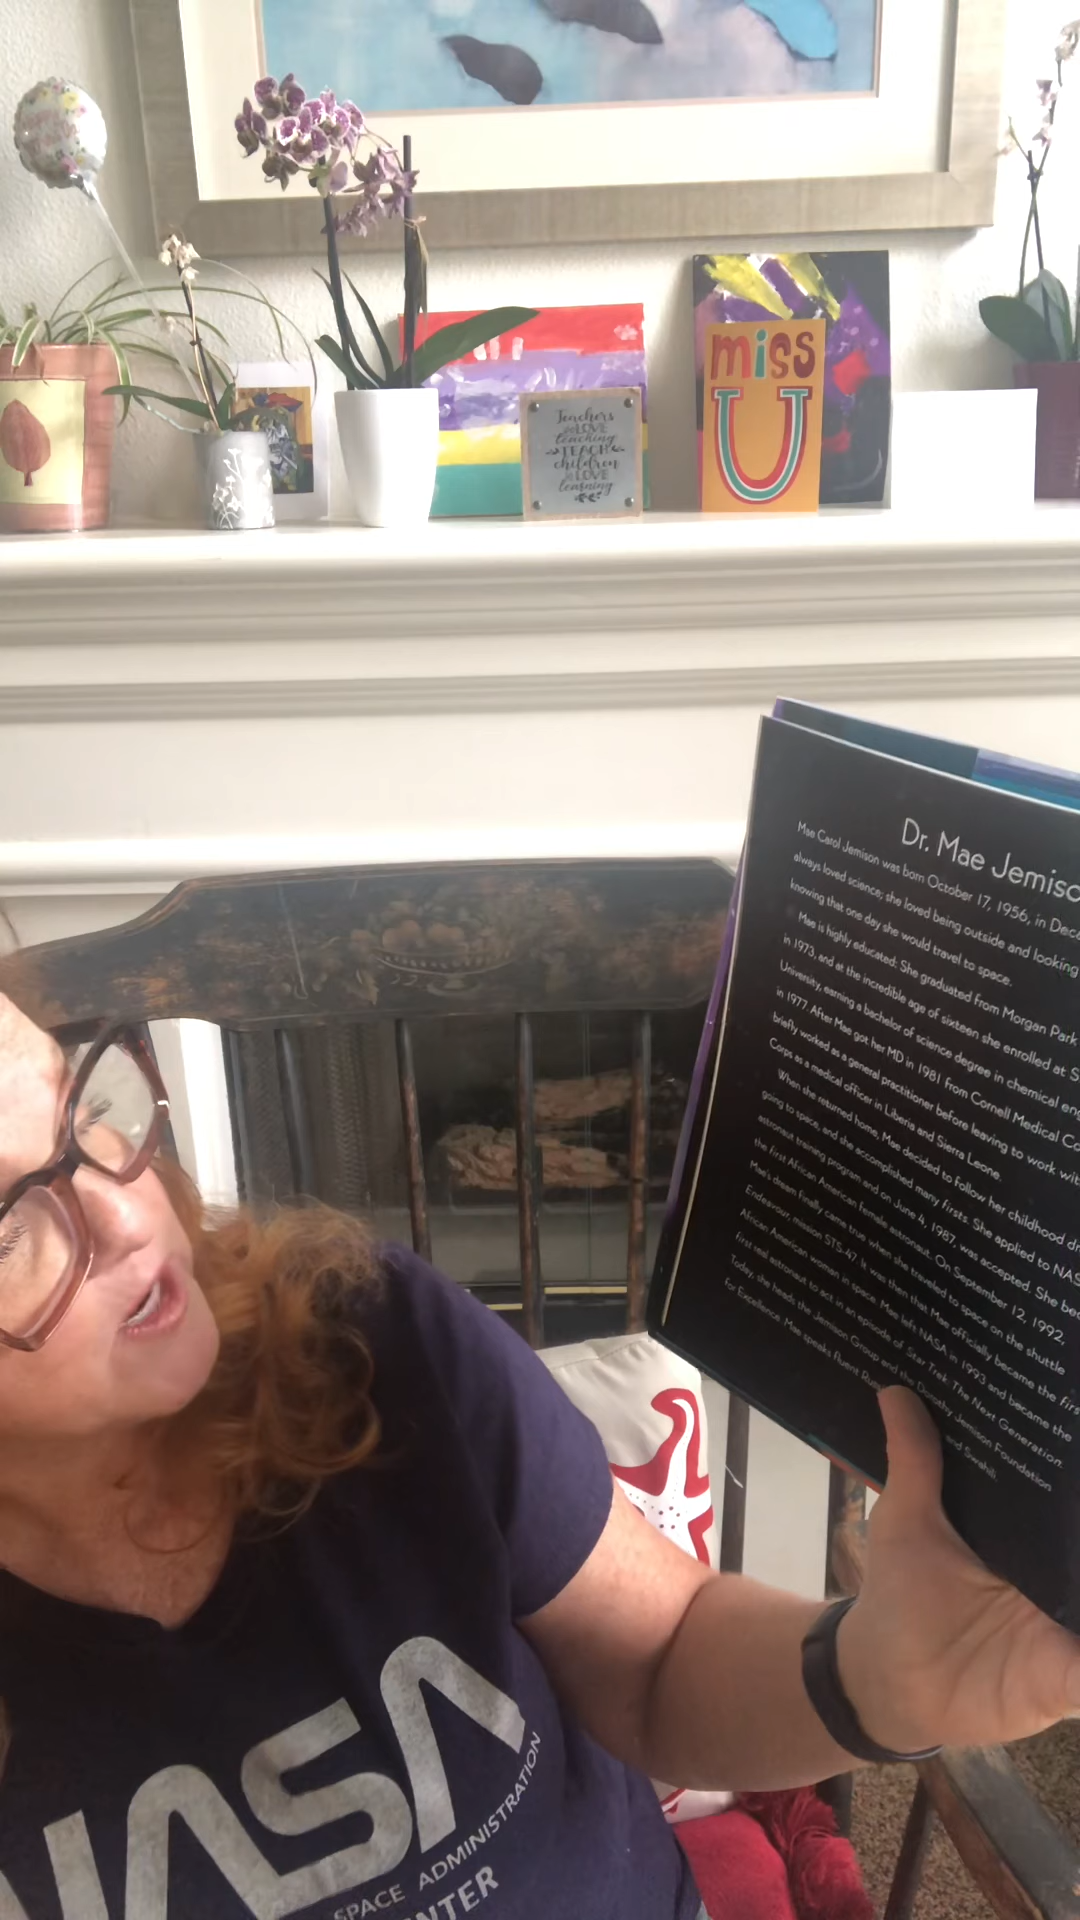 miss
U
Teachers
who LOVE
teaching
TEACH
children
to LOVE
learning
Dr. Mae Jemiso
Mae Carol Jemison was born October 17, 1956, in Deca
always loved science; she loved being outside and looking
knowing that one day she would travel to space.
Mae is highly educated: She graduated from Morgan Park
in 1973, and at the incredible age of sixteen she enrolled at S
University, earning a bachelor of science degree in chemical eng
in 1977. After Mae got her MD in 1981 from Cornell Medical Co
briefly worked as a general practitioner before leaving to work wit
Corps as a medical officer in Liberia and Sierra Leone.
When she returned home, Mae decided to follow her childhood dr
going to space, and she accomplished many firsts. She applied to NAS
astronaut training program and on June 4, 1987, was accepted. She bec
the first African American female astronaut. On September 12, 1992,
Mae's dream finally came true when she traveled to space on the shuttle
Endeavour, mission STS-47. It was then that Mae officially became the firs
African American woman in space. Mae left NASA in 1993 and became the
first real astronaut to act in an episode of Star Trek: The Next Generation.
Today, she heads the Jemison Group and the Dorothy Jemison Foundation
for Excellence. Mae speaks fluent Rus and Swahili.
NASA
SPACE ADMINISTRATION
NTER